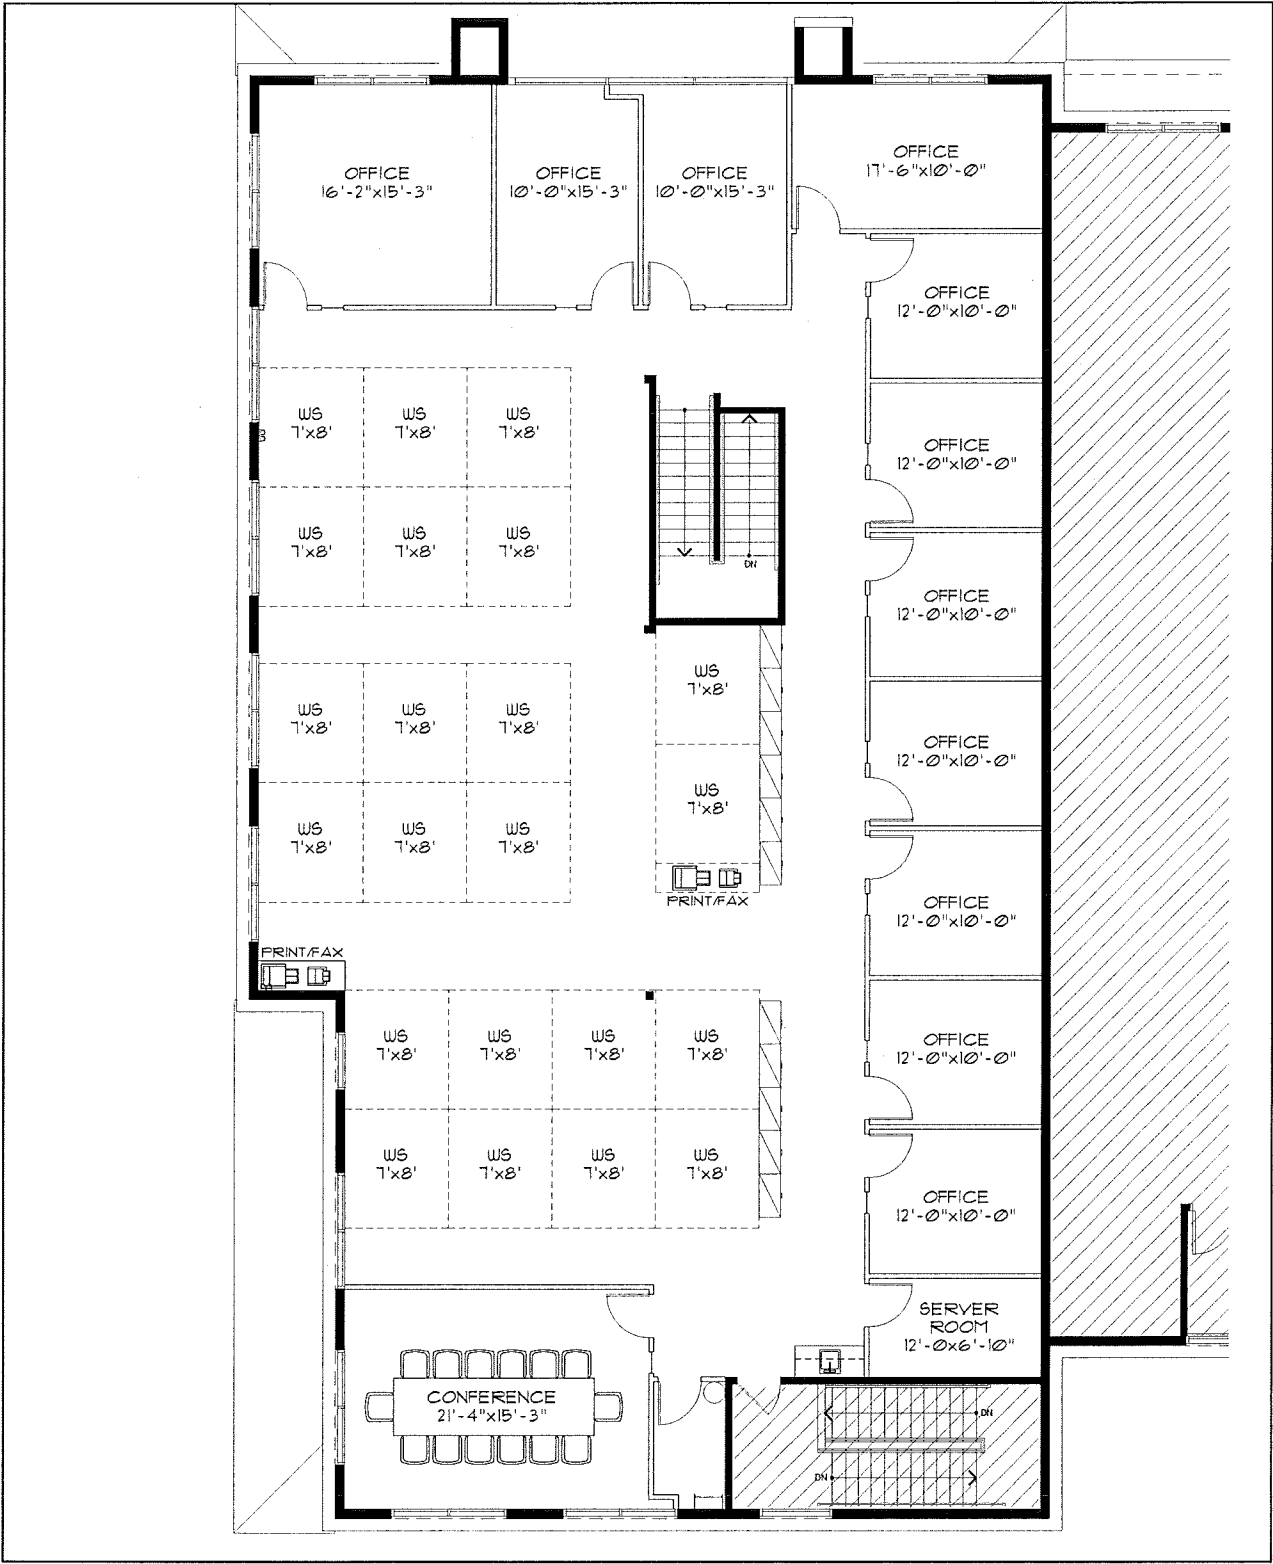 OFFICE
16'-2"x15'-3"
OFFICE
10'-0"x15'-3"
OFFICE
10'-0"x15'-3"
OFFICE
17'-6"x10'-0"
OFFICE
12'-0"x10'-0"
WS
7'x8'
WS
7'x8'
WS
7'x8'
OFFICE
12'-0"x10'-0"
WS
7'x8'
WS
7'x8'
WS
7'x8'
DN
OFFICE
12'-0"x10'-0"
WS
7'x8'
WS
7'x8'
WS
7'x8'
WS
7'x8'
OFFICE
12'-0"x10'-0"
WS
7'x8'
WS
7'x8'
WS
7'x8'
WS
7'x8'
PRINT/FAX
OFFICE
12'-0"x10'-0"
PRINT/FAX
WS
7'x8'
WS
7'x8'
WS
7'x8'
WS
7'x8'
OFFICE
12'-0"x10'-0"
WS
7'x8'
WS
7'x8'
WS
7'x8'
WS
7'x8'
OFFICE
12'-0"x10'-0"
SERVER
ROOM
12'-0x6'-10"
CONFERENCE
21'-4"x15'-3"
DN
DN